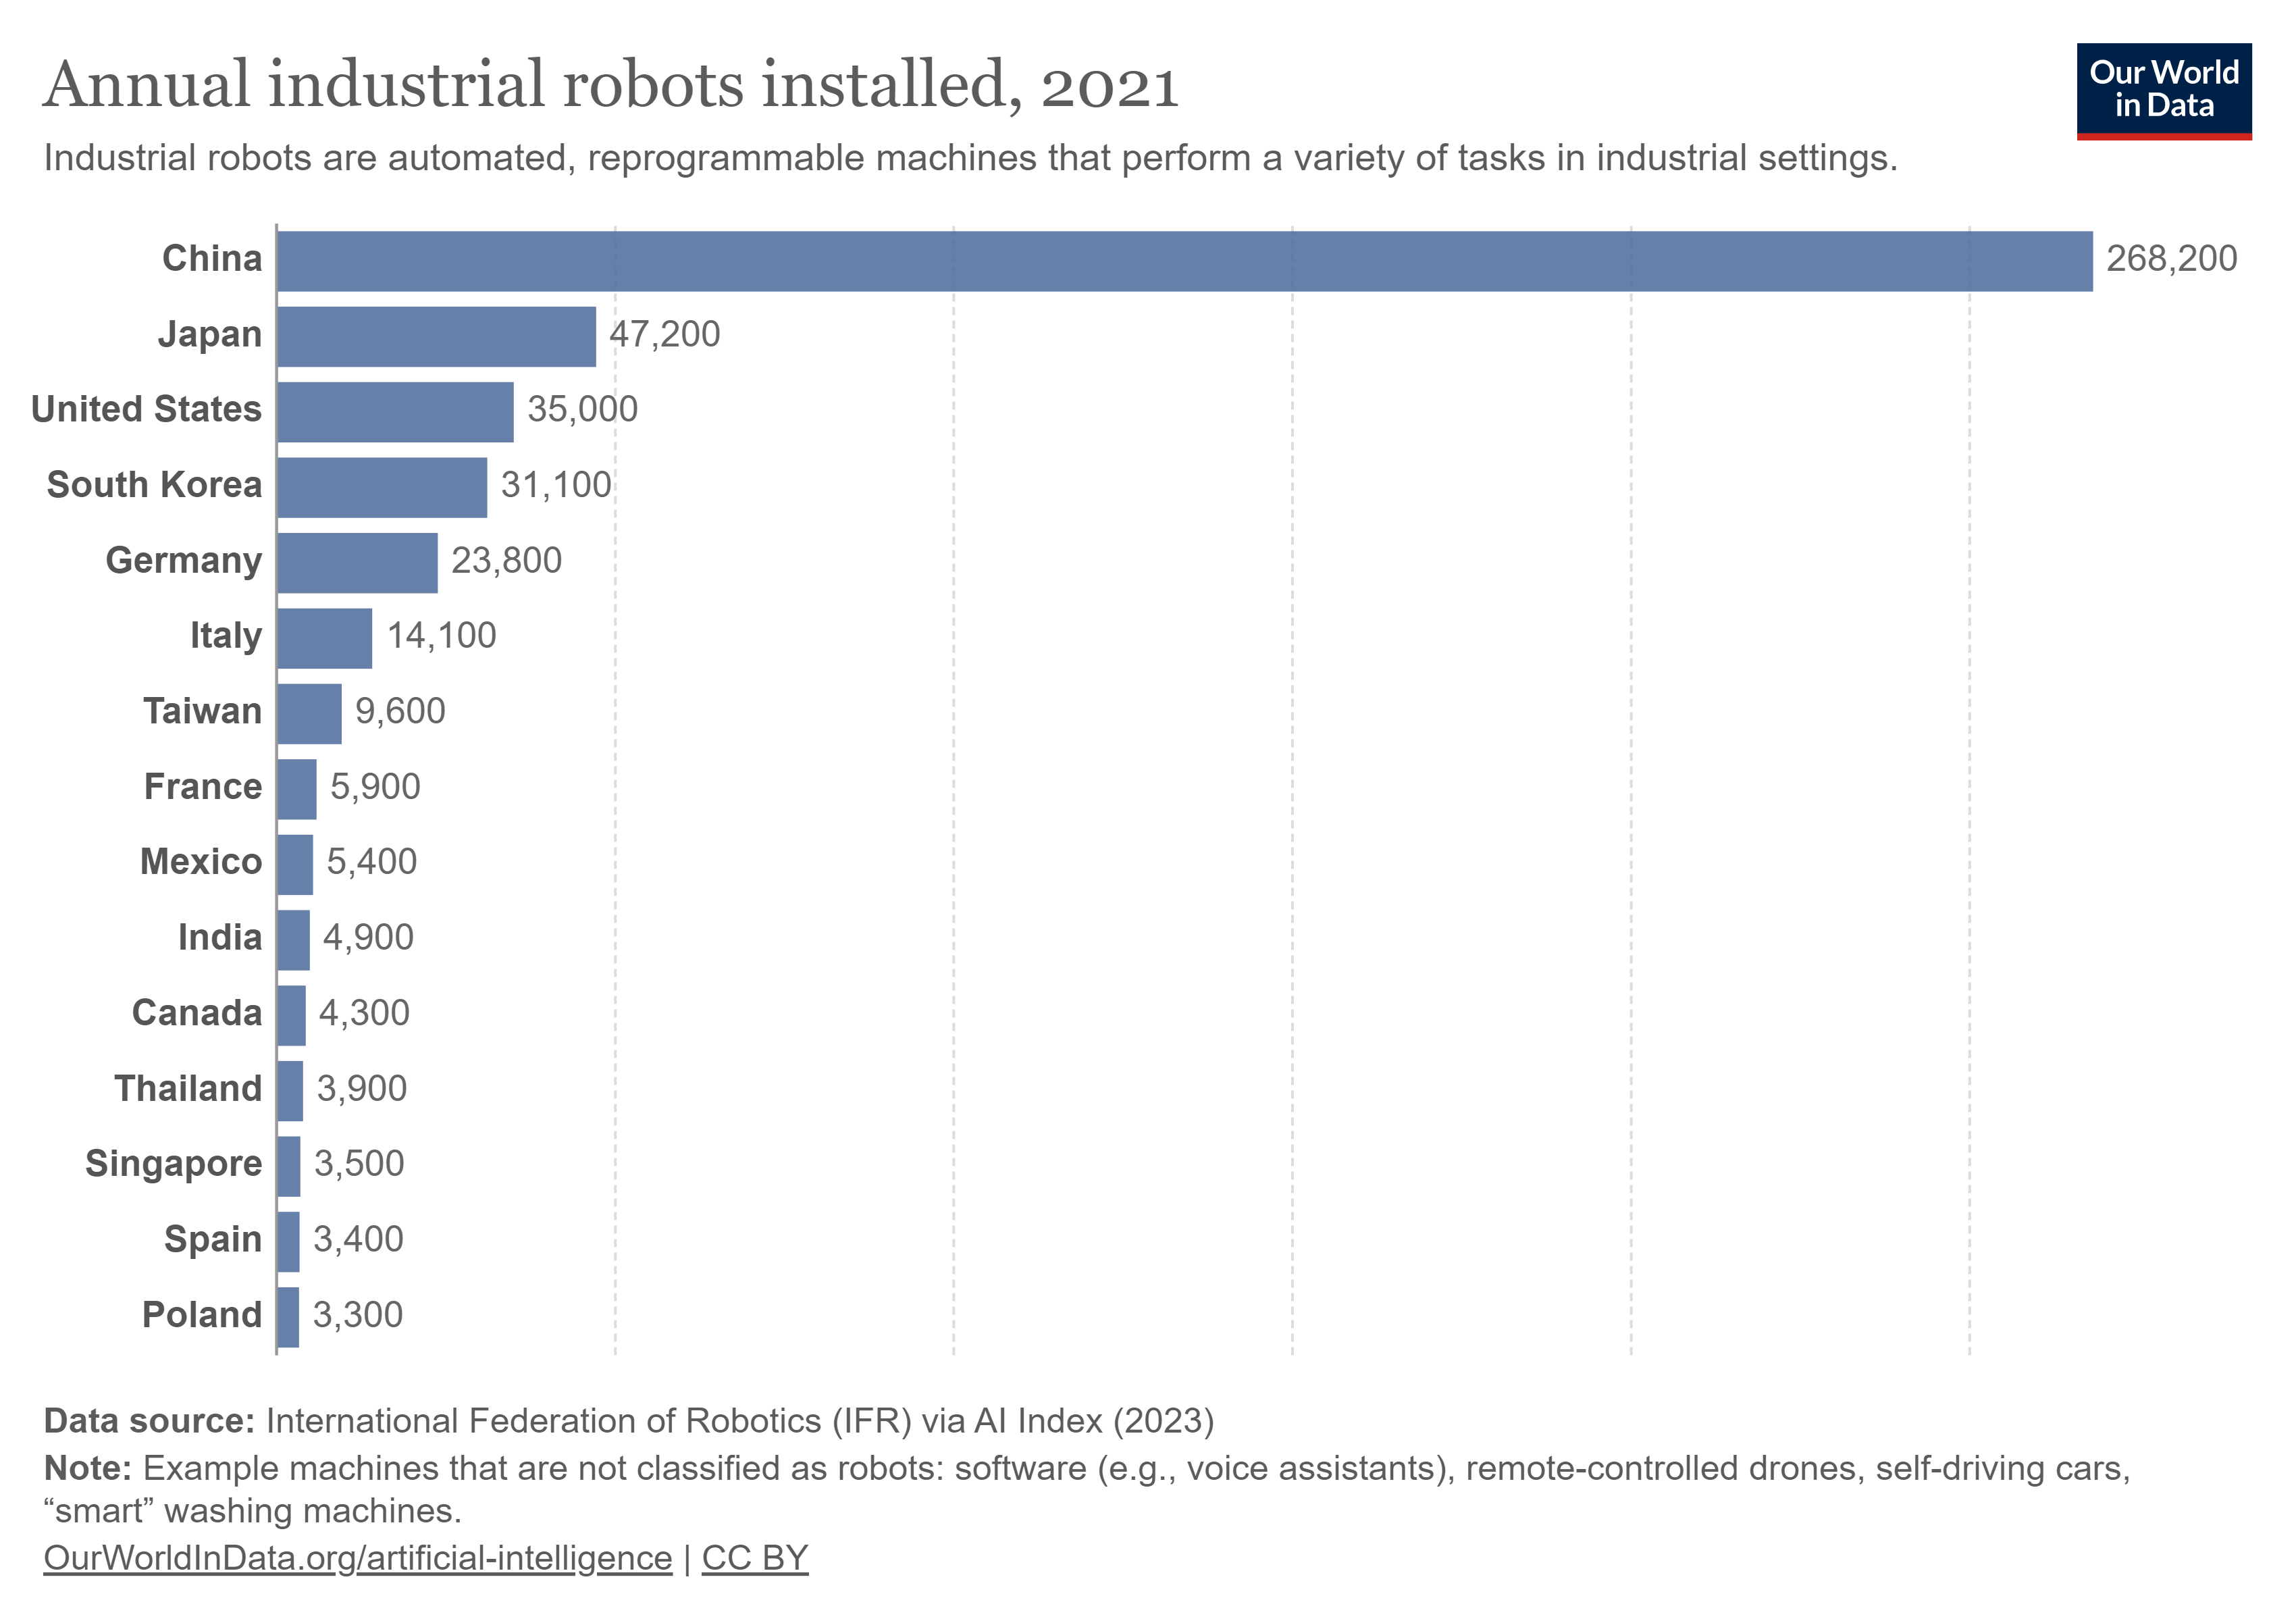 Annual industrial robots installed, 2021
Our World
in Data
Industrial robots are automated, reprogrammable machines that perform a variety of tasks in industrial settings.
China 268,200
Japan 47,200
United States 35,000
South Korea 31,100
Germany 23,800
Italy 14,100
Taiwan 9,600
France 5,900
Mexico 5,400
India 4,900
Canada 4,300
Thailand 3,900
Singapore 3,500
Spain 3,400
Poland 3,300
Data source: International Federation of Robotics (IFR) via AI Index (2023)
Note: Example machines that are not classified as robots: software (e.g., voice assistants), remote-controlled drones, self-driving cars,
“smart” washing machines.
OurWorldInData.org/artificial-intelligence | CC BY